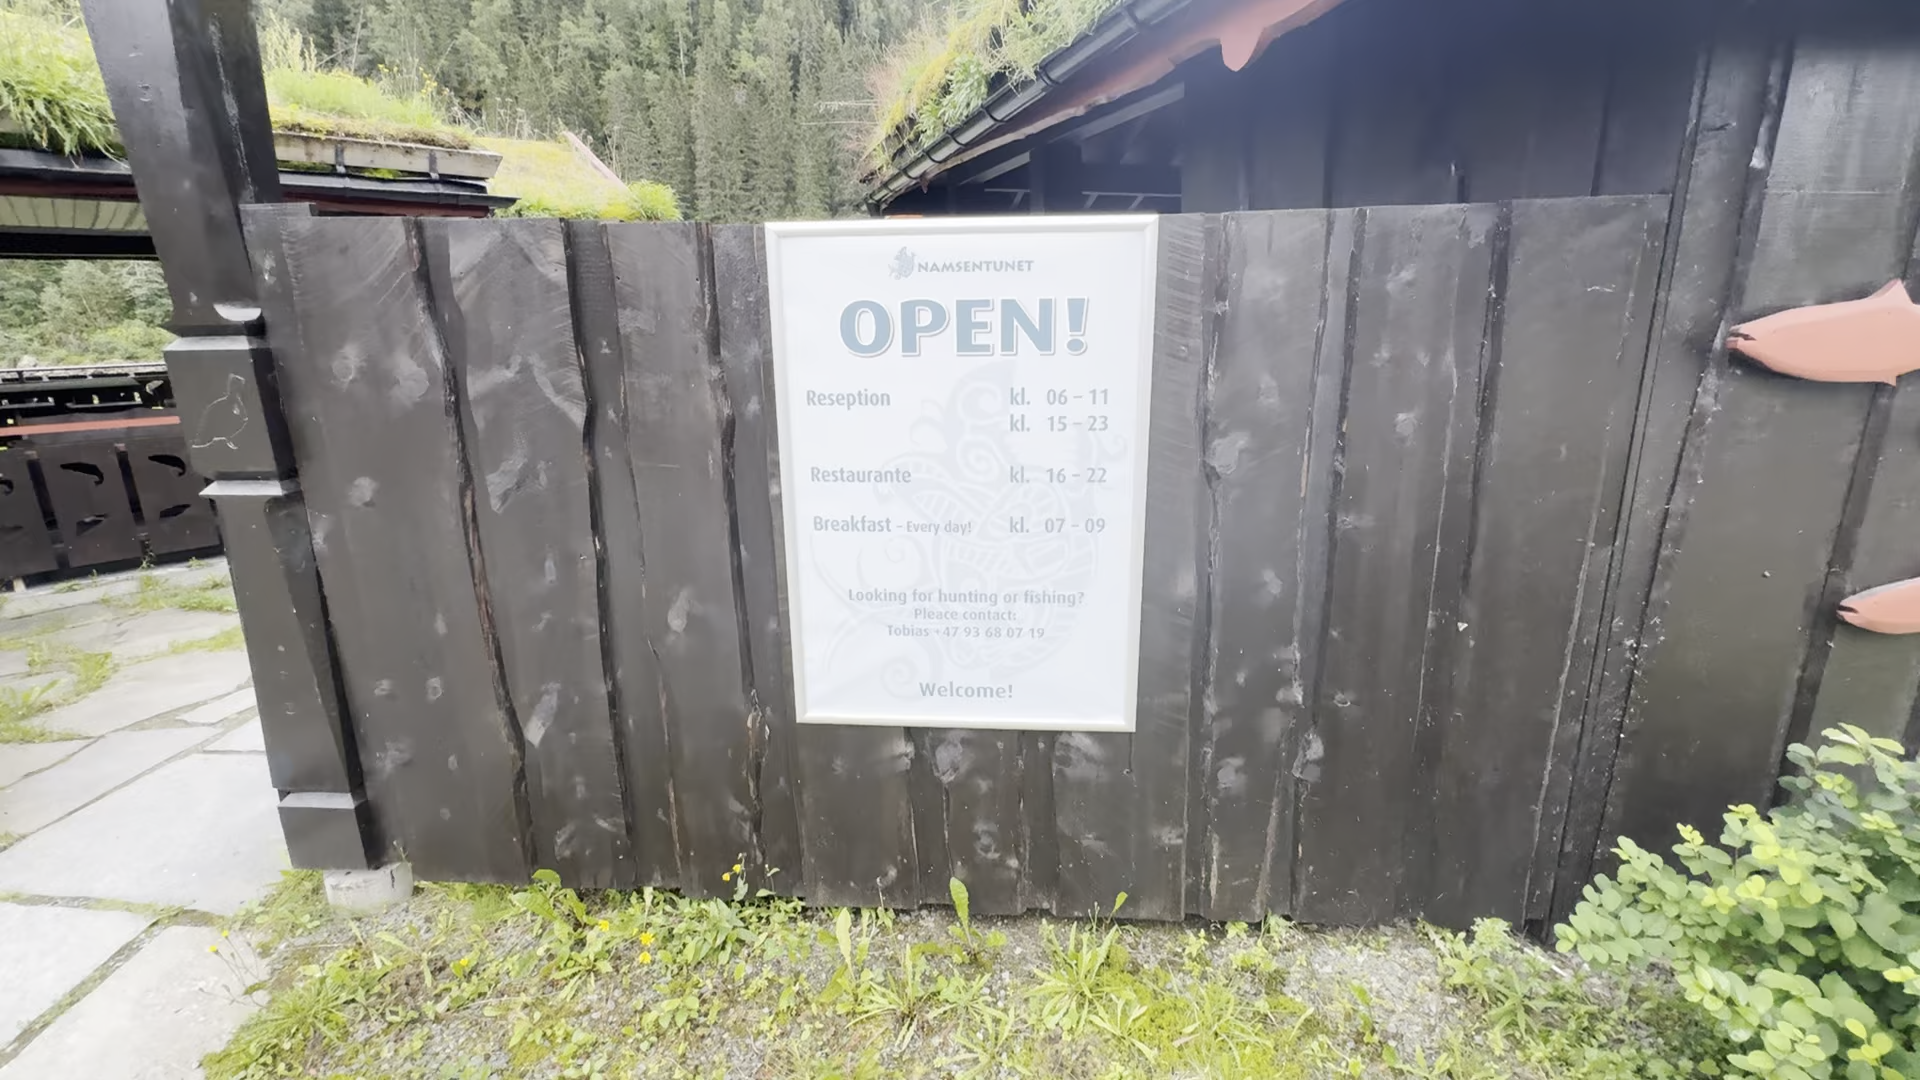 NAMSENTUNET
OPEN!
Reseption kl. 06 - 11
kl. 15 - 23
Restaurante kl. 16 - 22
Breakfast - Every day! kl. 07 - 09
Looking for hunting or fishing?
Pleace contact:
Tobias +47 93 68 07 19
Welcome!